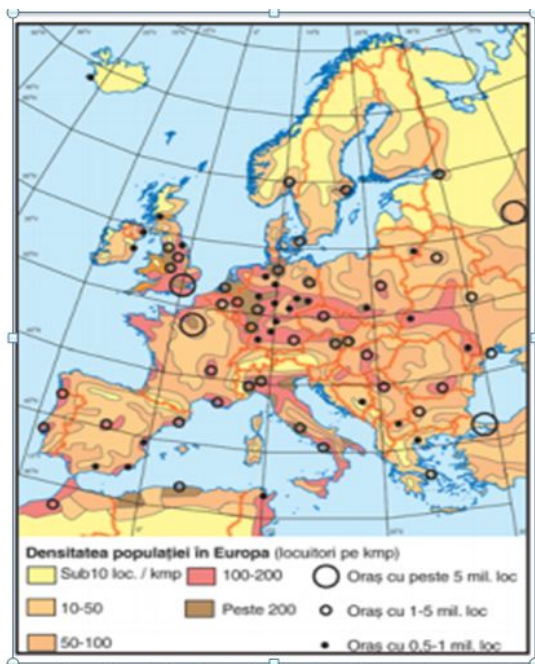 Densitatea populației în Europa (locuitori pe kmp)
Sub10 loc. / kmp
100-200
Oraș cu peste 5 mil. loc
10-50
Peste 200
Oraș cu 1-5 mil. loc
50-100
Oraș cu 0,5-1 mil. loc